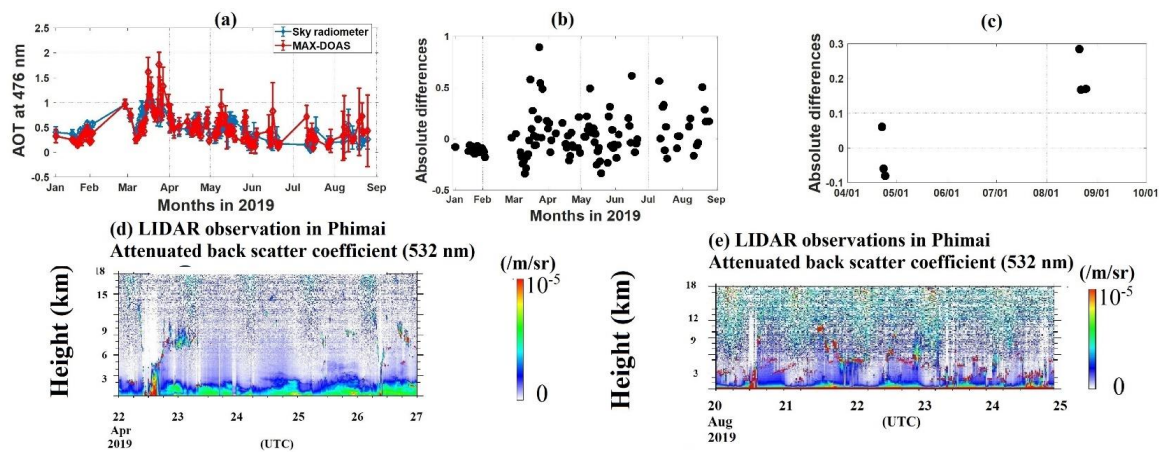 (a)
2.5
2
1.5
1
0.5
0
-0.5
AOT at 476 nm
Sky radiometer
MAX-DOAS
Jan Feb Mar Apr May Jun Jul Aug Sep
Months in 2019
(b)
1
0.5
0
-0.5
Absolute differences
Jan Feb Mar Apr May Jun Jul Aug Sep
Months in 2019
(c)
0.3
0.2
0.1
0
-0.1
Absolute differences
04/01 05/01 06/01 07/01 08/01 09/01 10/01
(d) LIDAR observation in Phimai
Attenuated back scatter coefficient (532 nm)
(/m/sr)
10-5
0
Height (km)
18
15
9
6
3
22 23 24 25 26 27
Apr
2019
(UTC)
(e) LIDAR observations in Phimai
Attenuated back scatter coefficient (532 nm)
(/m/sr)
10-5
0
Height (km)
18
15
12
9
6
3
20 21 22 23 24 25
Aug
2019
(UTC)